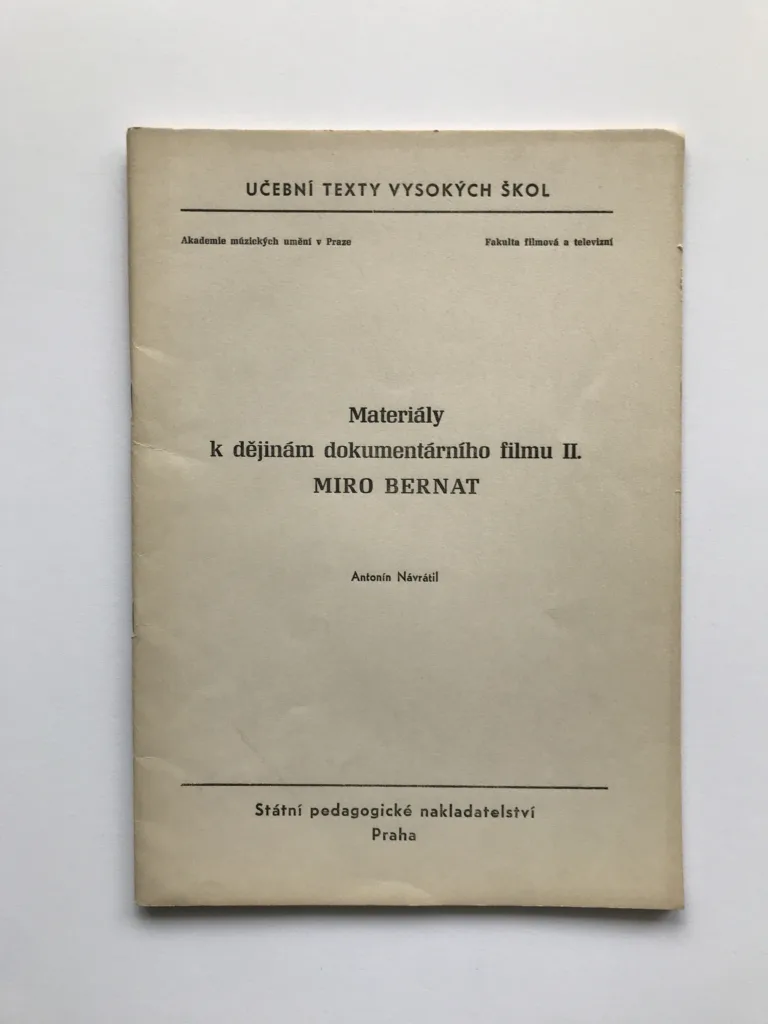 UČEBNÍ TEXTY VYSOKÝCH ŠKOL
Akademie múzických umění v Praze Fakulta filmová a televizní
Materiály
k dějinám dokumentárního filmu II.
MIRO BERNAT
Antonín Návrátil
Státní pedagogické nakladatelství
Praha